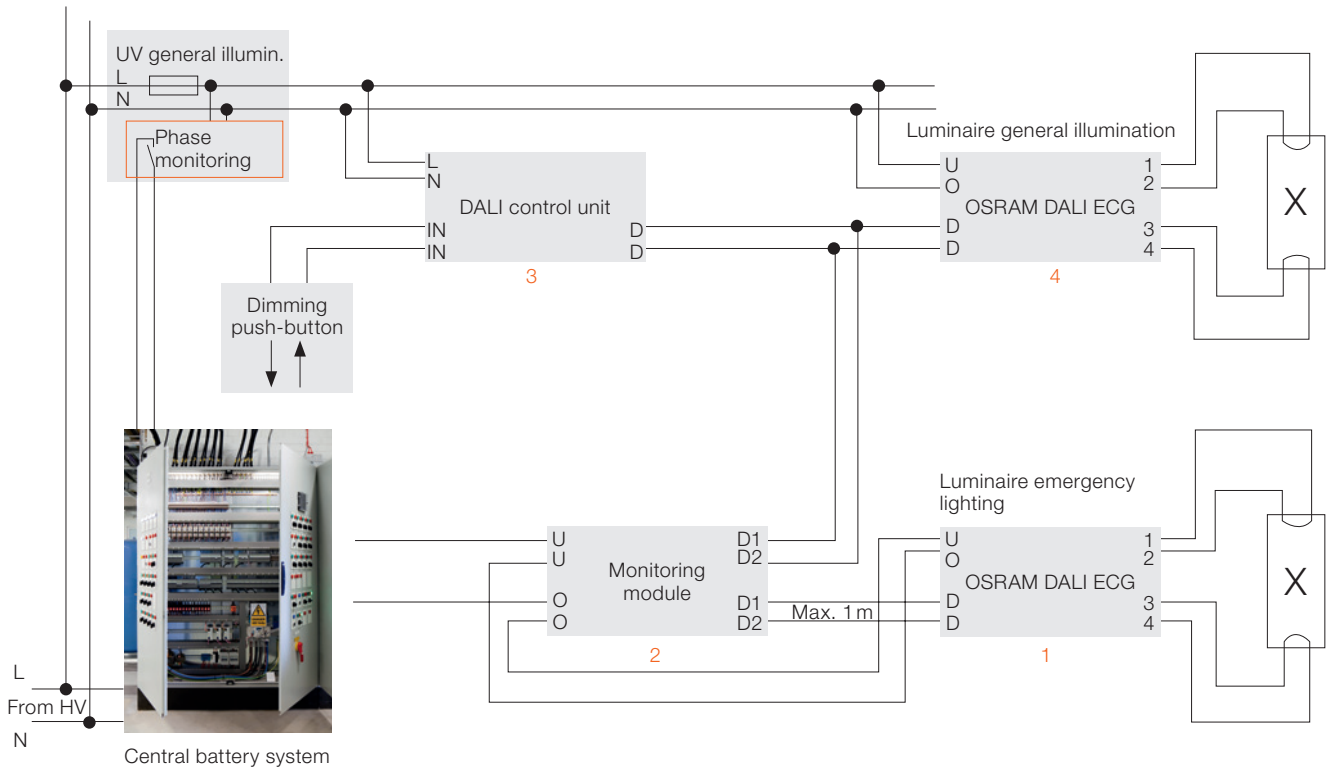 UV general illumin.
L
N
Phase
monitoring
L
N
DALI control unit
IN
IN
D
D
3
Dimming
push-button
Luminaire general illumination
U
O
D
D
OSRAM DALI ECG
1
2
3
4
4
X
Luminaire emergency
lighting
U
O
D
D
OSRAM DALI ECG
1
2
3
4
1
X
U
U
O
O
Monitoring
module
D1
D2
D1
D2
2
Max. 1 m
L
From HV
N
Central battery system